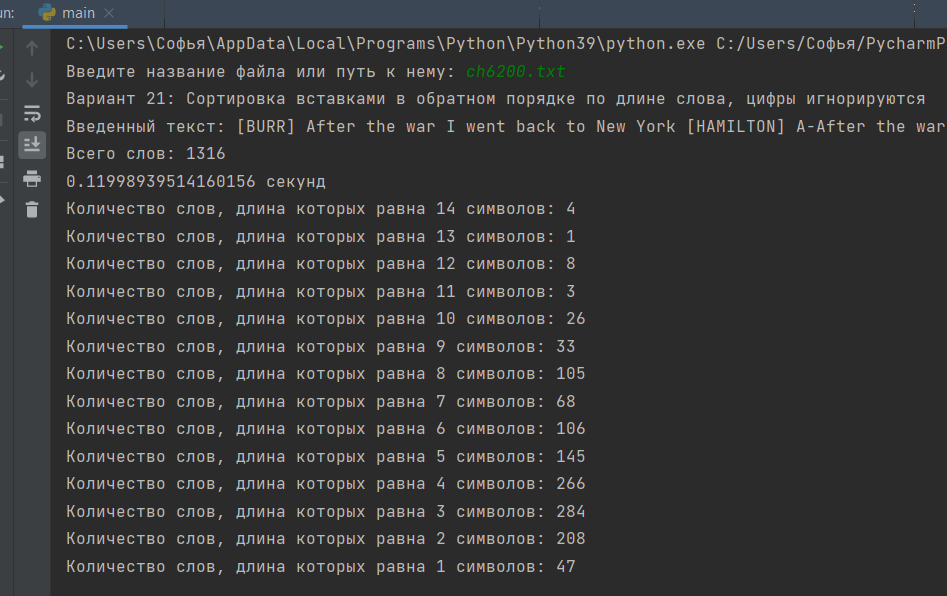 un: main
C:\Users\Софья\AppData\Local\Programs\Python\Python39\python.exe C:/Users/Софья/PycharmP
Введите название файла или путь к нему: ch6200.txt
Вариант 21: Сортировка вставками в обратном порядке по длине слова, цифры игнорируются
Введенный текст: [BURR] After the war I went back to New York [HAMILTON] A-After the war
Всего слов: 1316
0.11998939514160156 секунд
Количество слов, длина которых равна 14 символов: 4
Количество слов, длина которых равна 13 символов: 1
Количество слов, длина которых равна 12 символов: 8
Количество слов, длина которых равна 11 символов: 3
Количество слов, длина которых равна 10 символов: 26
Количество слов, длина которых равна 9 символов: 33
Количество слов, длина которых равна 8 символов: 105
Количество слов, длина которых равна 7 символов: 68
Количество слов, длина которых равна 6 символов: 106
Количество слов, длина которых равна 5 символов: 145
Количество слов, длина которых равна 4 символов: 266
Количество слов, длина которых равна 3 символов: 284
Количество слов, длина которых равна 2 символов: 208
Количество слов, длина которых равна 1 символов: 47